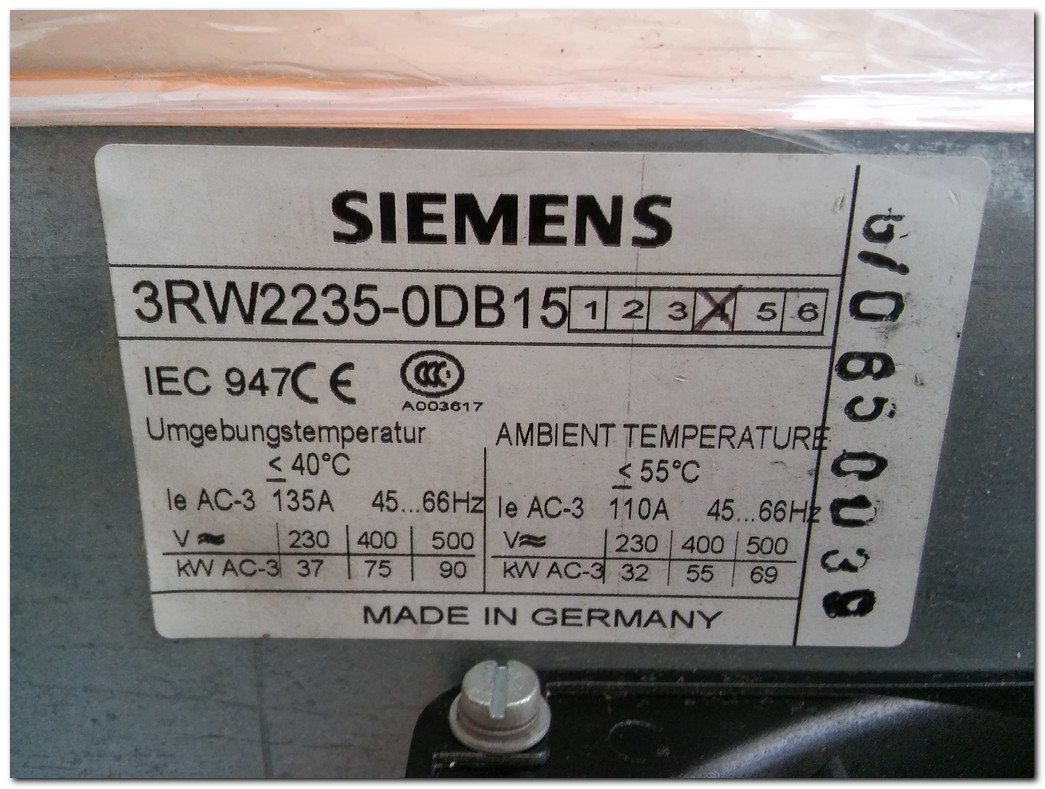 SIEMENS
3RW2235-0DB15 1 2 3 4 5 6
IEC 947 CE CCC
A003617
Umgebungstemperatur
≤ 40°C
Ie AC-3 135A 45...66Hz
V≂ 230 400 500
kW AC-3 37 75 90
AMBIENT TEMPERATURE
≤ 55°C
Ie AC-3 110A 45...66Hz
V≂ 230 400 500
kW AC-3 32 55 69
MADE IN GERMANY